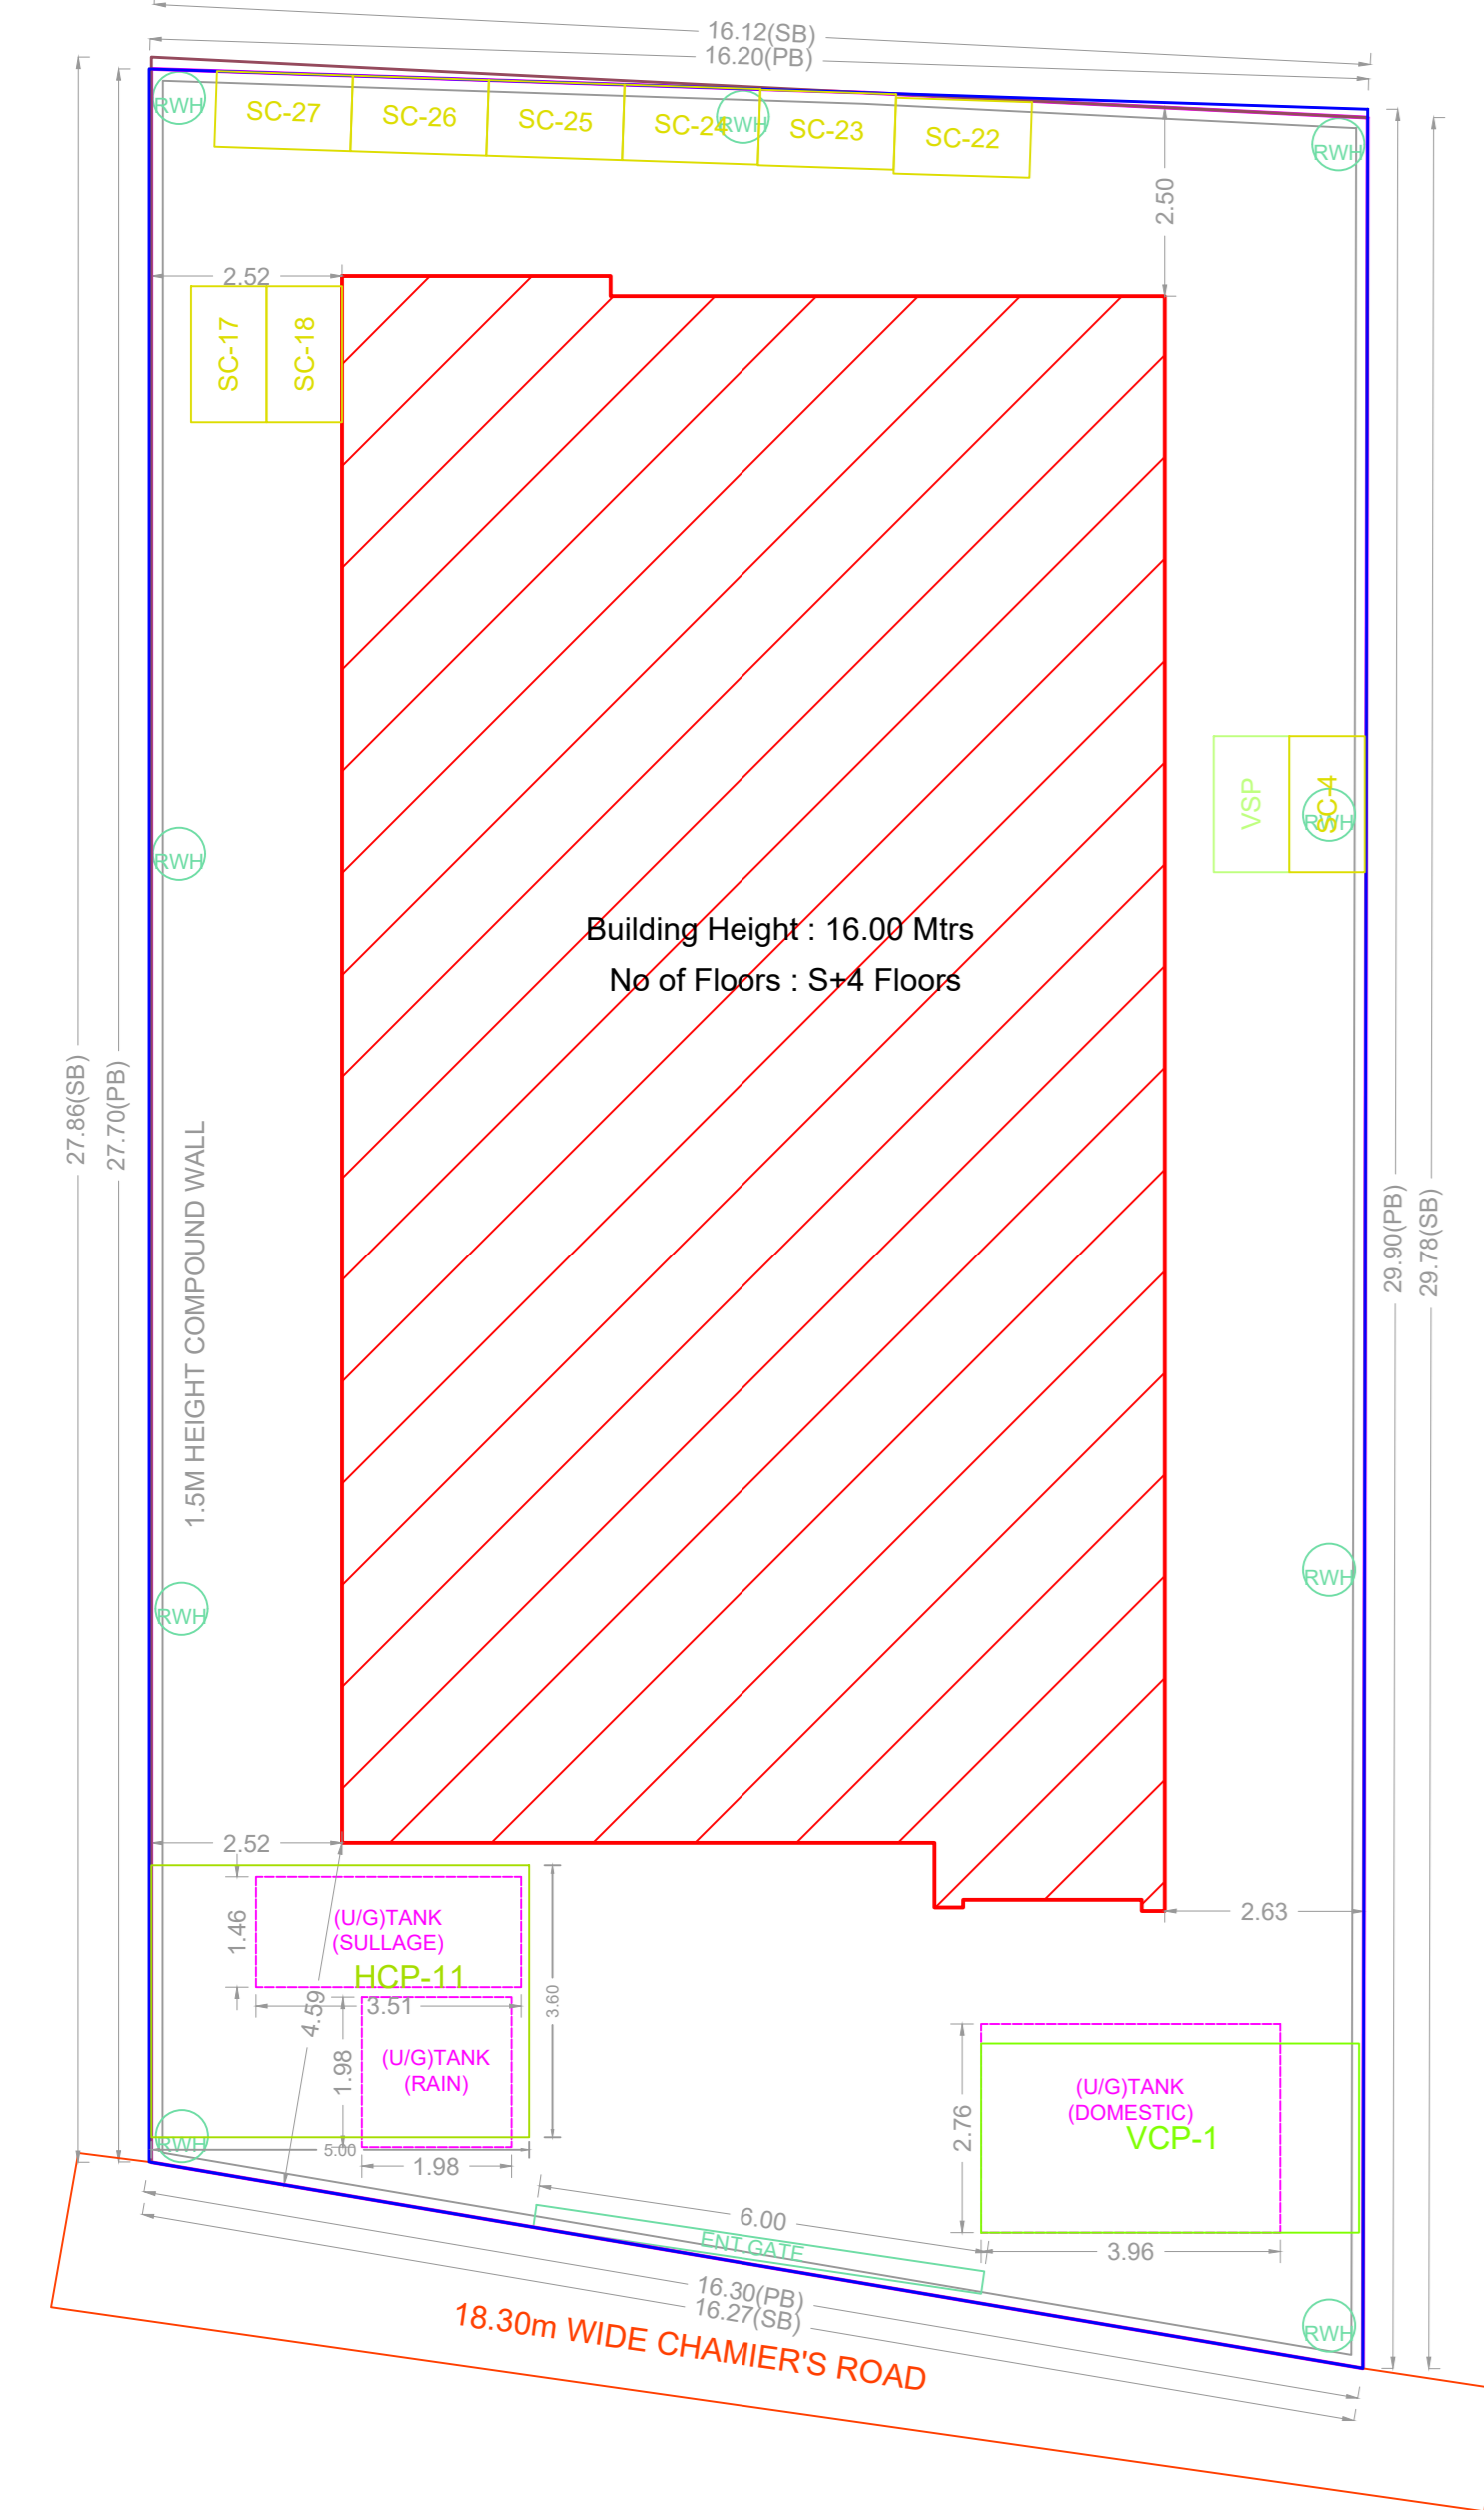 16.12(SB)
16.20(PB)
RWH
SC-27
SC-26
SC-25
SC-24
RWH
SC-23
SC-22
RWH
2.50
2.52
SC-17
SC-18
VSP
SC-4
RWH
RWH
Building Height : 16.00 Mtrs
No of Floors : S+4 Floors
27.86(SB)
27.70(PB)
1.5M HEIGHT COMPOUND WALL
29.90(PB)
29.78(SB)
RWH
RWH
2.52
2.63
1.46
(U/G)TANK
(SULLAGE)
HCP-11
3.51
4.59
3.60
1.98
(U/G)TANK
(RAIN)
RWH
5.00
1.98
2.76
(U/G)TANK
(DOMESTIC)
VCP-1
3.96
6.00
ENT GATE
16.30(PB)
16.27(SB)
RWH
18.30m WIDE CHAMIER'S ROAD